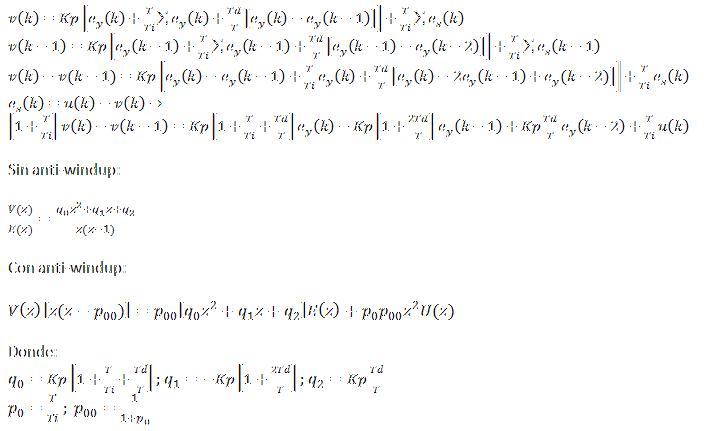 v(k) = Kp [e_y(k) + T/Ti Σ e_y(k) + Td/T [e_y(k) - e_y(k-1)]] + T/Ti Σ e_s(k)
v(k-1) = Kp [e_y(k-1) + T/Ti Σ e_y(k-1) + Td/T [e_y(k-1) - e_y(k-2)]] + T/Ti Σ e_s(k-1)
v(k) - v(k-1) = Kp [e_y(k) - e_y(k-1) + T/Ti e_y(k) + Td/T [e_y(k) - 2e_y(k-1) + e_y(k-2)]] + T/Ti e_s(k)
e_s(k) = u(k) - v(k) ->
[1 + T/Ti] v(k) - v(k-1) = Kp [1 + T/Ti + Td/T] e_y(k) - Kp [1 + 2Td/T] e_y(k-1) + Kp Td/T e_y(k-2) + T/Ti u(k)
Sin anti-windup:
V(z)/E(z) = (q₀z²+q₁z+q₂)/(z(z-1))
Con anti-windup:
V(z)[z(z - p₀₀)] = p₀₀[q₀z² + q₁z + q₂]E(z) + p₀p₀₀z²U(z)
Donde:
q₀ = Kp [1 + T/Ti + Td/T] ; q₁ = -Kp [1 + 2Td/T] ; q₂ = Kp Td/T
p₀ = T/Ti ; p₀₀ = 1/(1+p₀)